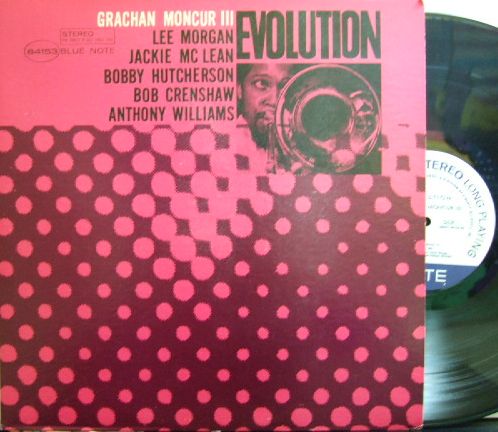 GRACHAN MONCUR III
EVOLUTION
STEREO
84153 BLUE NOTE
LEE MORGAN
JACKIE MC LEAN
BOBBY HUTCHERSON
BOB CRENSHAW
ANTHONY WILLIAMS
STEREO LONG PLAYING
TE